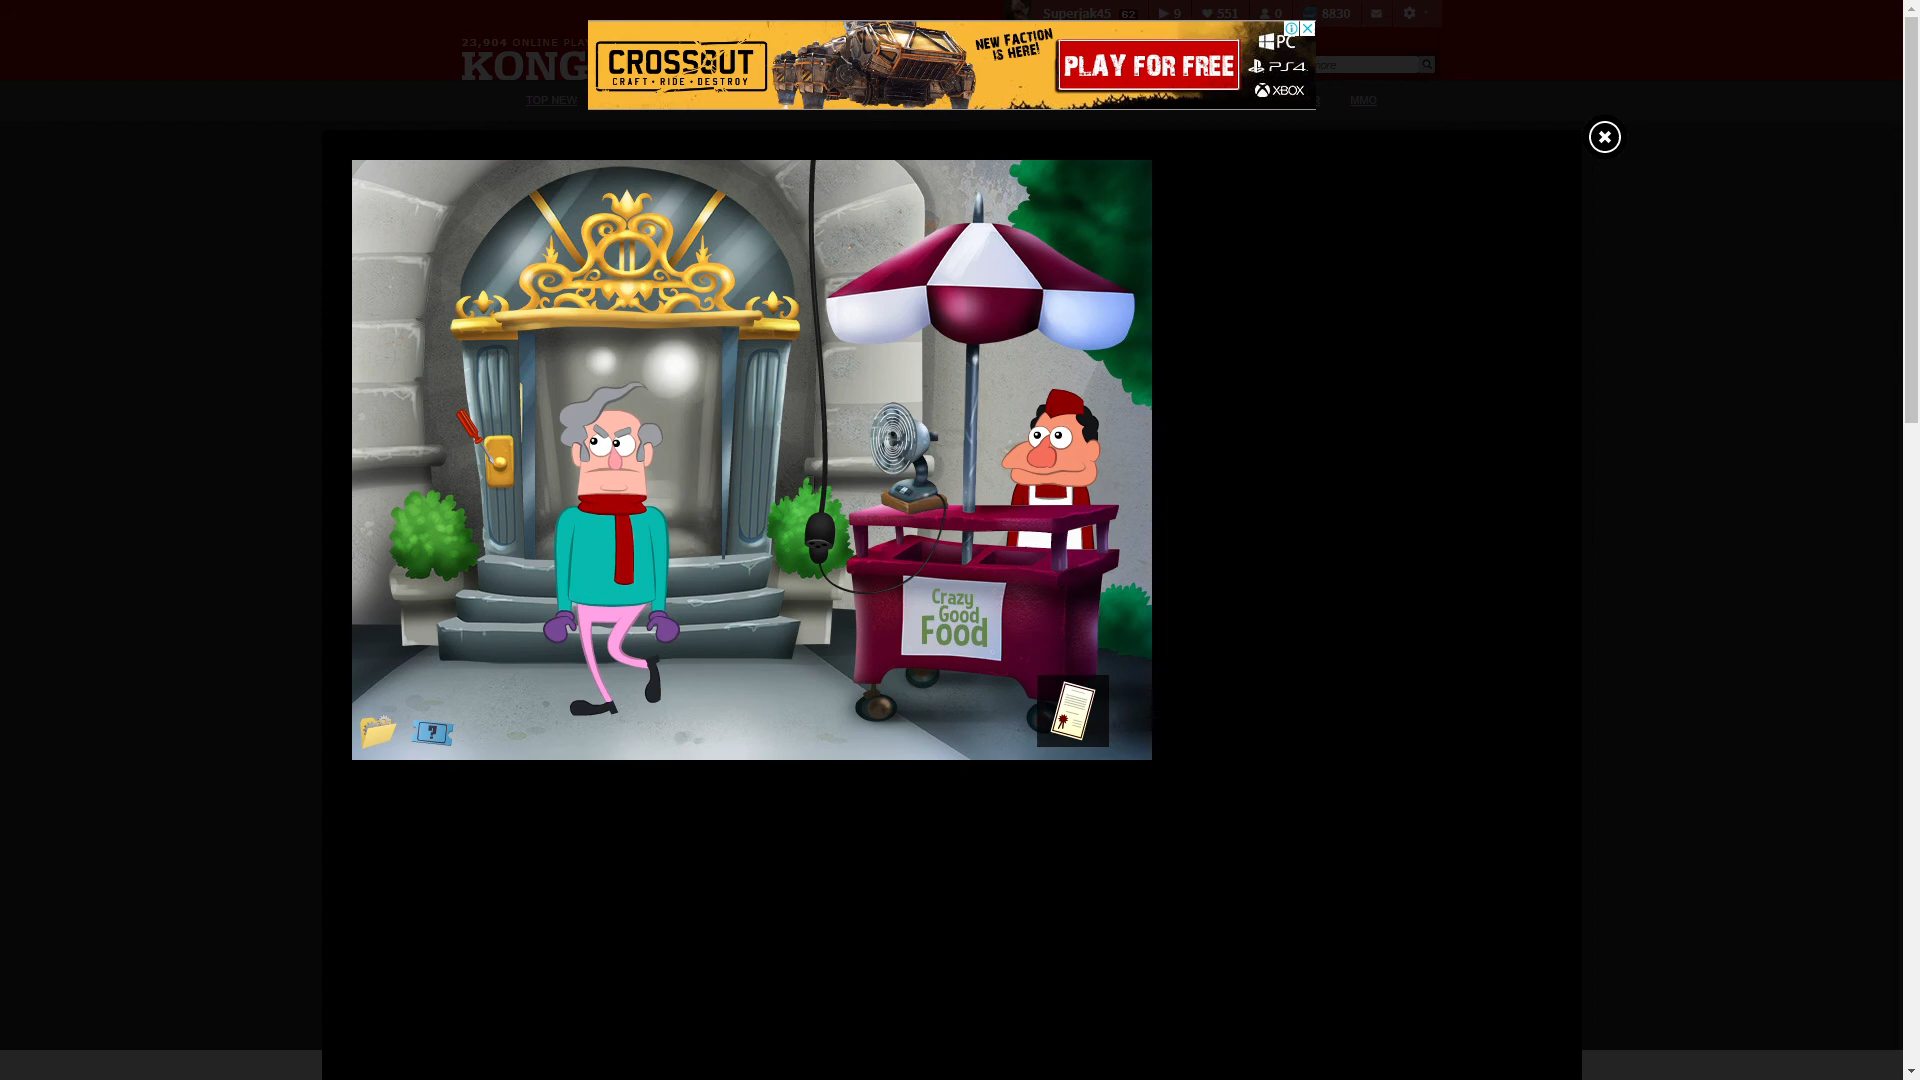 Superjak45 62 9 551 0 8830
23,904 ONLINE PLA
KONG
CROSSOUT
CRAFT • RIDE • DESTROY
NEW FACTION
IS HERE!
PLAY FOR FREE
PC
PS4
XBOX
more
TOP NEW
MMO
Crazy
Good
Food
?